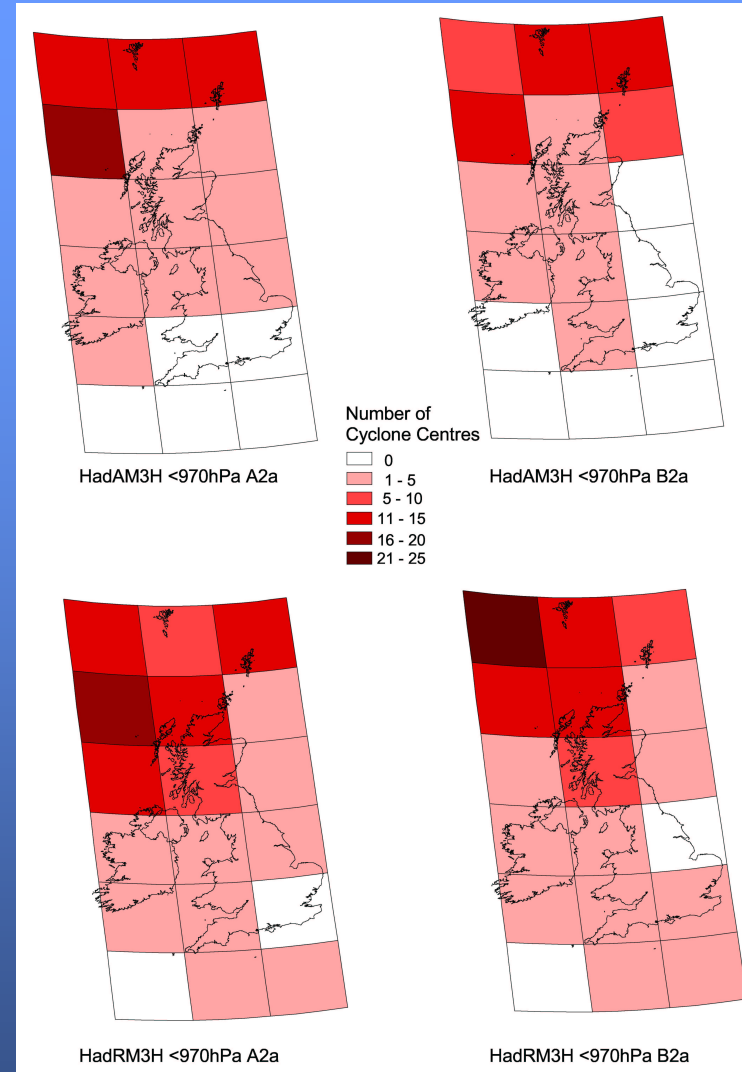 HadAM3H <970hPa A2a
HadAM3H <970hPa B2a
Number of
Cyclone Centres
0
1 - 5
5 - 10
11 - 15
16 - 20
21 - 25
HadRM3H <970hPa A2a
HadRM3H <970hPa B2a